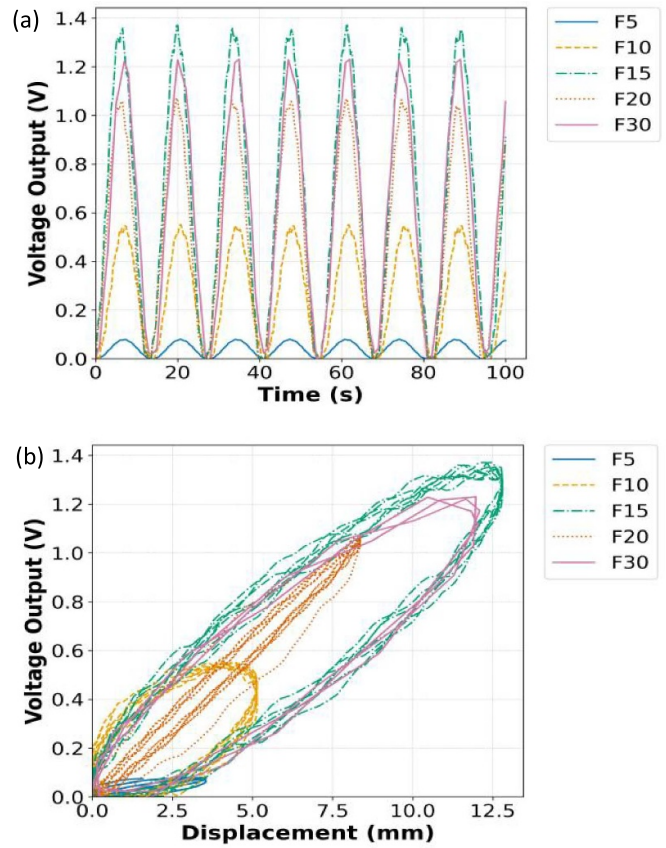 (a)
1.4
1.2
1.0
0.8
0.6
0.4
0.2
0.0
Voltage Output (V)
0 20 40 60 80 100
Time (s)
F5
F10
F15
F20
F30
(b)
1.4
1.2
1.0
0.8
0.6
0.4
0.2
0.0
Voltage Output (V)
0.0 2.5 5.0 7.5 10.0 12.5
Displacement (mm)
F5
F10
F15
F20
F30